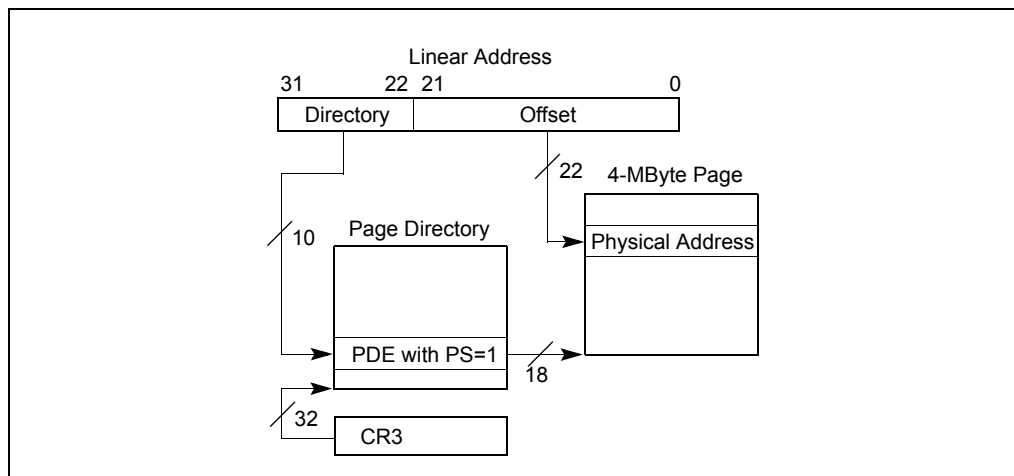 Linear Address
31 22 21 0
Directory Offset
22
4-MByte Page
10
Page Directory
Physical Address
PDE with PS=1
18
32
CR3